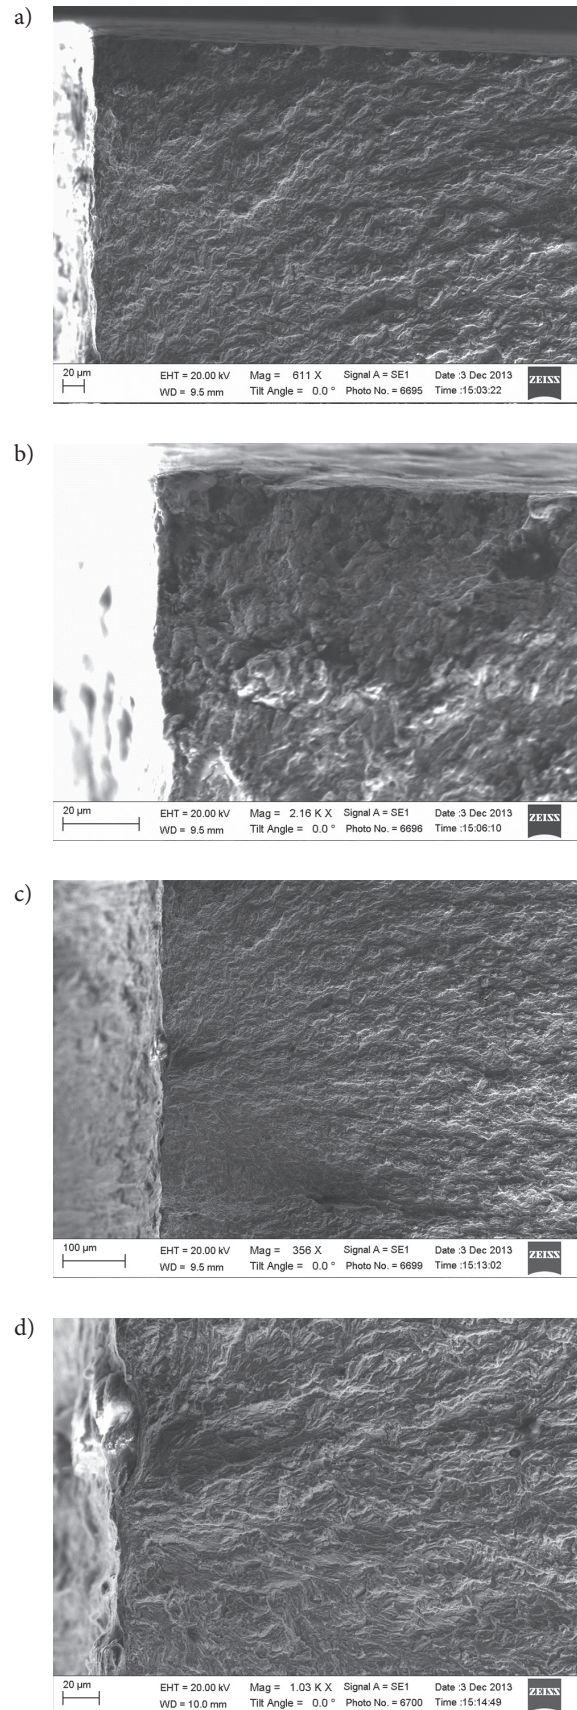 a)
20 µm EHT = 20.00 kV Mag = 611 X Signal A = SE1 Date :3 Dec 2013 ZEISS
WD = 9.5 mm Tilt Angle = 0.0 ° Photo No. = 6695 Time :15:03:22
b)
20 µm EHT = 20.00 kV Mag = 2.16 K X Signal A = SE1 Date :3 Dec 2013 ZEISS
WD = 9.5 mm Tilt Angle = 0.0 ° Photo No. = 6696 Time :15:06:10
c)
100 µm EHT = 20.00 kV Mag = 356 X Signal A = SE1 Date :3 Dec 2013 ZEISS
WD = 9.5 mm Tilt Angle = 0.0 ° Photo No. = 6699 Time :15:13:02
d)
20 µm EHT = 20.00 kV Mag = 1.03 K X Signal A = SE1 Date :3 Dec 2013 ZEISS
WD = 10.0 mm Tilt Angle = 0.0 ° Photo No. = 6700 Time :15:14:49